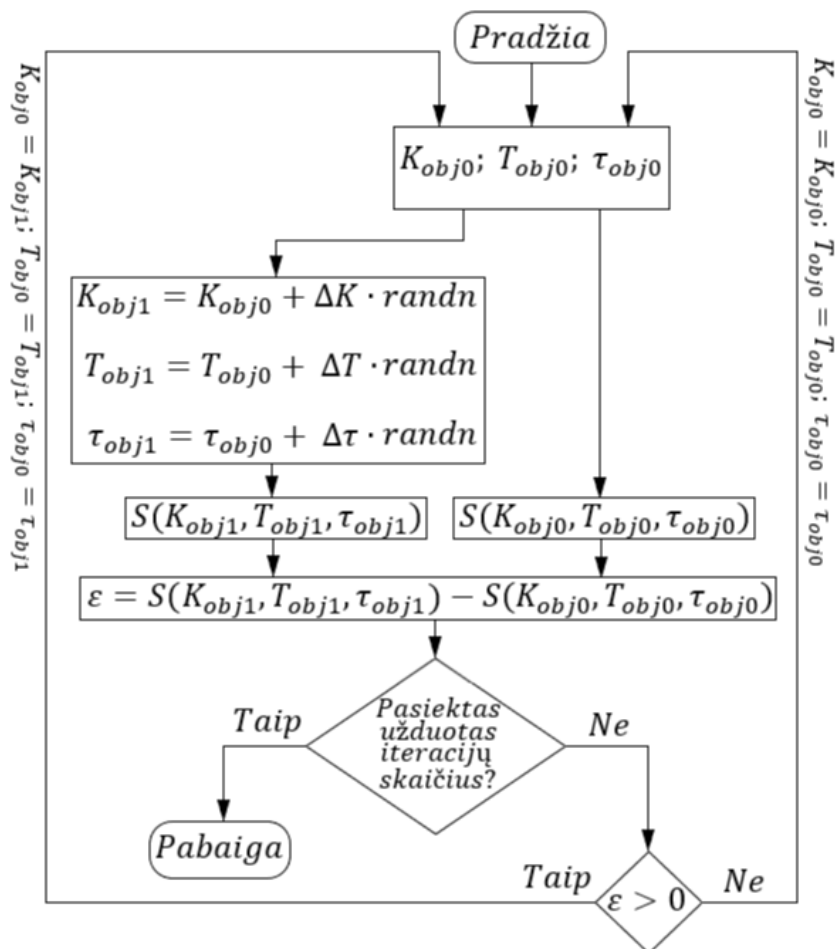 Pradžia
K_obj0; T_obj0; τ_obj0
K_obj1 = K_obj0 + ΔK · randn
T_obj1 = T_obj0 + ΔT · randn
τ_obj1 = τ_obj0 + Δτ · randn
S(K_obj1, T_obj1, τ_obj1)
S(K_obj0, T_obj0, τ_obj0)
ε = S(K_obj1, T_obj1, τ_obj1) − S(K_obj0, T_obj0, τ_obj0)
Pasiektas
užduotas
iteracijų
skaičius?
Taip
Ne
Pabaiga
ε > 0
Taip
Ne
K_obj0 = K_obj1; T_obj0 = T_obj1; τ_obj0 = τ_obj1
K_obj0 = K_obj0; T_obj0 = T_obj0; τ_obj0 = τ_obj0